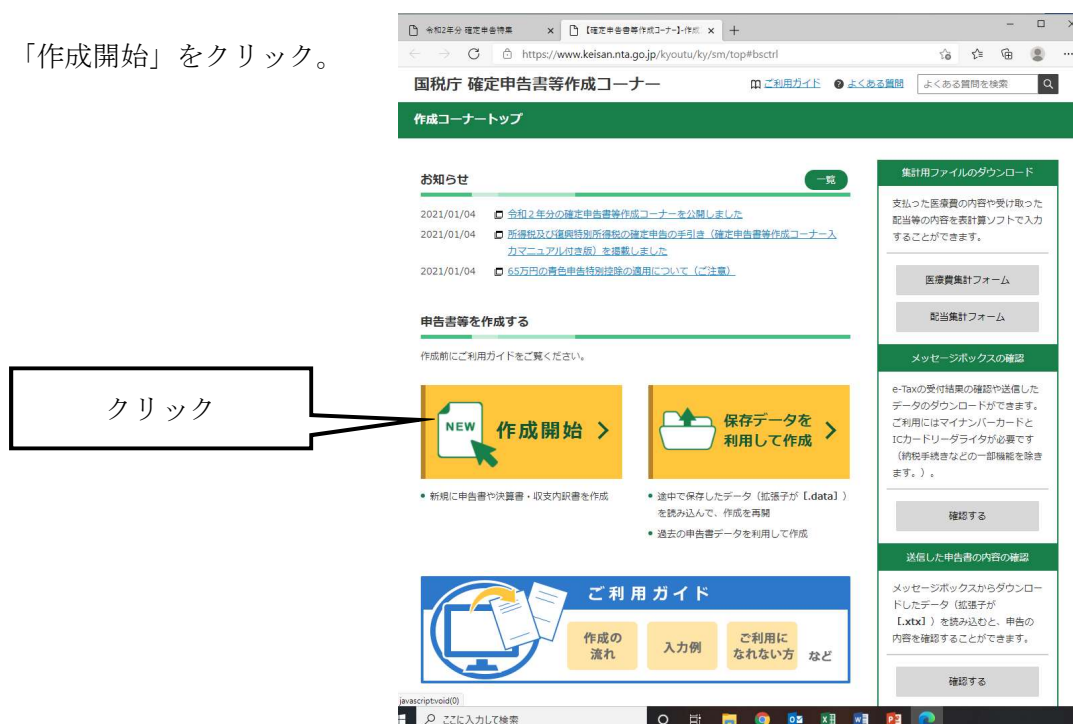 「作成開始」をクリック。
クリック
令和2年分 確定申告特集
【確定申告書等作成コーナー】-作成
https://www.keisan.nta.go.jp/kyoutu/ky/sm/top#bsctrl
国税庁 確定申告書等作成コーナー
ご利用ガイド
よくある質問
よくある質問を検索
作成コーナートップ
お知らせ
一覧
2021/01/04 令和2年分の確定申告書等作成コーナーを公開しました
2021/01/04 所得税及び復興特別所得税の確定申告の手引き（確定申告書等作成コーナー入
力マニュアル付き版）を掲載しました
2021/01/04 65万円の青色申告特別控除の適用について（ご注意）
申告書等を作成する
作成前にご利用ガイドをご覧ください。
NEW
作成開始
保存データを
利用して作成
• 新規に申告書や決算書・収支内訳書を作成
• 途中で保存したデータ（拡張子が【.data】）
を読み込んで、作成を再開
• 過去の申告書データを利用して作成
ご利用ガイド
作成の
流れ
入力例
ご利用に
なれない方
など
集計用ファイルのダウンロード
支払った医療費の内容や受け取った
配当等の内容を表計算ソフトで入力
することができます。
医療費集計フォーム
配当集計フォーム
メッセージボックスの確認
e-Taxの受付結果の確認や送信した
データのダウンロードができます。
ご利用にはマイナンバーカードと
ICカードリーダライタが必要です
（納税手続きなどの一部機能を除き
ます。）。
確認する
送信した申告書の内容の確認
メッセージボックスからダウンロー
ドしたデータ（拡張子が
【.xtx】）を読み込むと、申告の
内容を確認することができます。
確認する
javascript:void(0)
ここに入力して検索